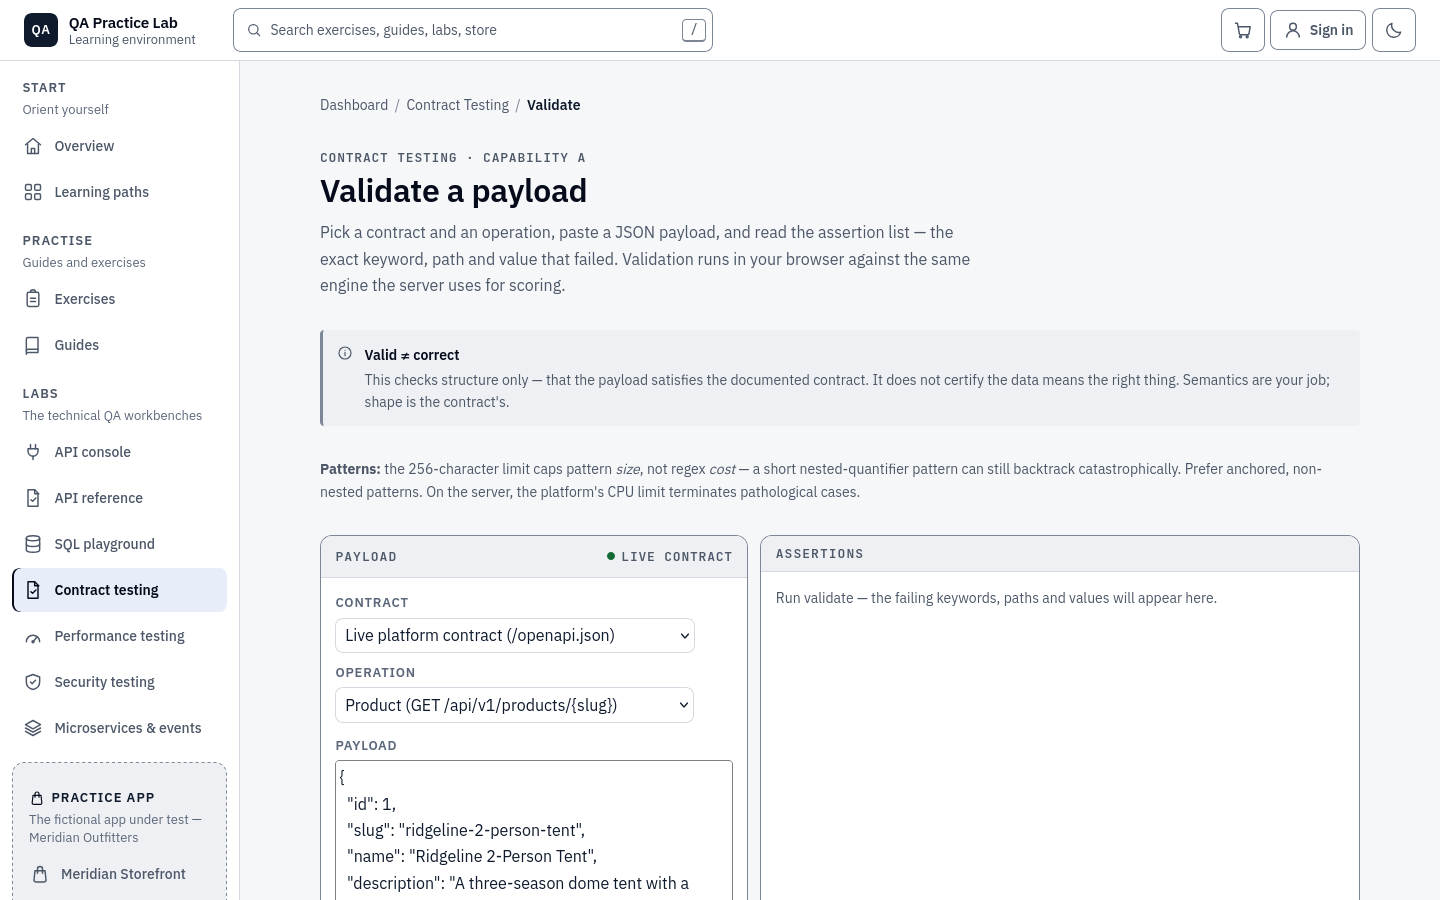 QA
QA Practice Lab
Learning environment
Search exercises, guides, labs, store
/
Sign in
START
Orient yourself
Overview
Learning paths
PRACTISE
Guides and exercises
Exercises
Guides
LABS
The technical QA workbenches
API console
API reference
SQL playground
Contract testing
Performance testing
Security testing
Microservices & events
PRACTICE APP
The fictional app under test —
Meridian Outfitters
Meridian Storefront
Dashboard / Contract Testing / Validate
CONTRACT TESTING · CAPABILITY A
Validate a payload
Pick a contract and an operation, paste a JSON payload, and read the assertion list — the
exact keyword, path and value that failed. Validation runs in your browser against the same
engine the server uses for scoring.
Valid ≠ correct
This checks structure only — that the payload satisfies the documented contract. It does not certify the data means the right thing. Semantics are your job;
shape is the contract's.
Patterns: the 256-character limit caps pattern size, not regex cost — a short nested-quantifier pattern can still backtrack catastrophically. Prefer anchored, non-
nested patterns. On the server, the platform's CPU limit terminates pathological cases.
PAYLOAD
LIVE CONTRACT
CONTRACT
Live platform contract (/openapi.json)
OPERATION
Product (GET /api/v1/products/{slug})
PAYLOAD
{
"id": 1,
"slug": "ridgeline-2-person-tent",
"name": "Ridgeline 2-Person Tent",
"description": "A three-season dome tent with a
ASSERTIONS
Run validate — the failing keywords, paths and values will appear here.